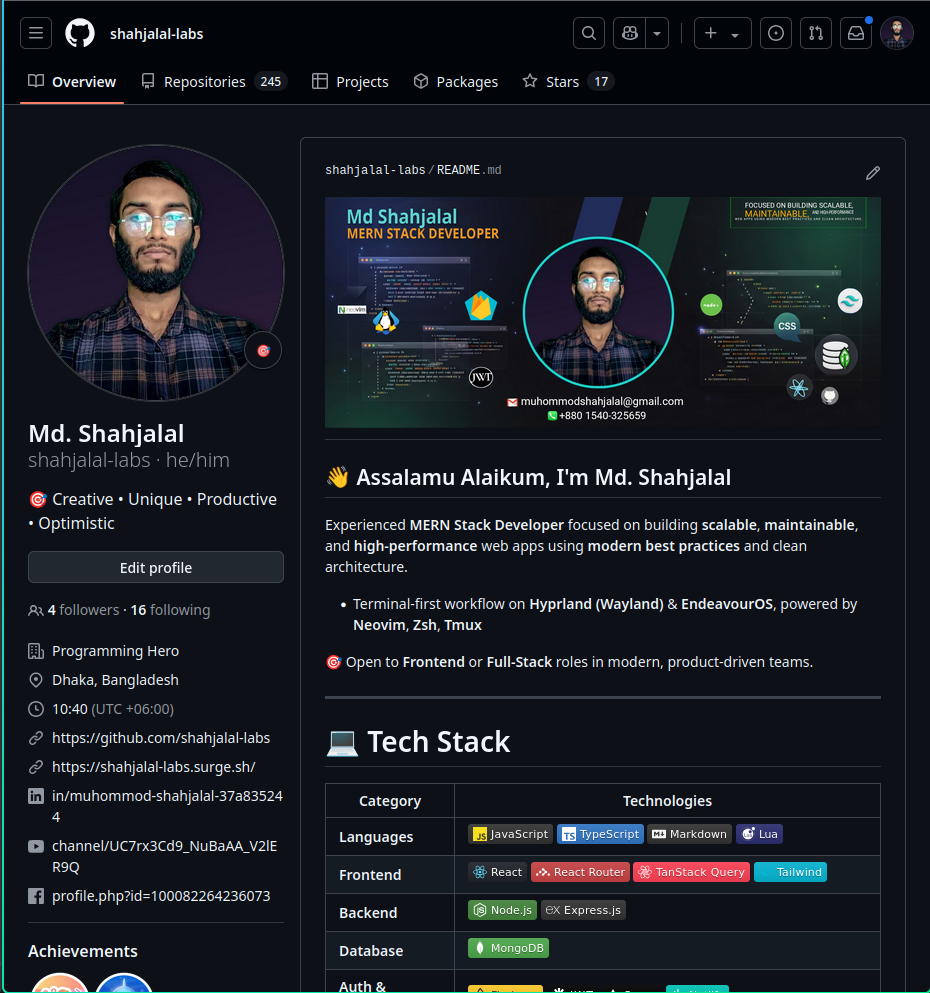 shahjalal-labs
Overview
Repositories 245
Projects
Packages
Stars 17
shahjalal-labs/README.md
Md Shahjalal
MERN STACK DEVELOPER
FOCUSED ON BUILDING SCALABLE,
MAINTAINABLE, AND HIGH-PERFORMANCE
WEB APPS USING MODERN BEST PRACTICES AND CLEAN ARCHITECTURE.
neovim
JWT
node
CSS
muhommodshahjalal@gmail.com
+880 1540-325659
Md. Shahjalal
shahjalal-labs · he/him
🎯 Creative • Unique • Productive
• Optimistic
Edit profile
4 followers · 16 following
Programming Hero
Dhaka, Bangladesh
10:40 (UTC +06:00)
https://github.com/shahjalal-labs
https://shahjalal-labs.surge.sh/
in/muhommod-shahjalal-37a83524
4
channel/UC7rx3Cd9_NuBaAA_V2lE
R9Q
profile.php?id=100082264236073
Achievements
👋 Assalamu Alaikum, I'm Md. Shahjalal
Experienced MERN Stack Developer focused on building scalable, maintainable,
and high-performance web apps using modern best practices and clean
architecture.
• Terminal-first workflow on Hyprland (Wayland) & EndeavourOS, powered by
Neovim, Zsh, Tmux
🎯 Open to Frontend or Full-Stack roles in modern, product-driven teams.
💻 Tech Stack
Category Technologies
Languages JS JavaScript TS TypeScript Markdown Lua
Frontend React React Router TanStack Query Tailwind
Backend Node.js ex Express.js
Database MongoDB
Auth &